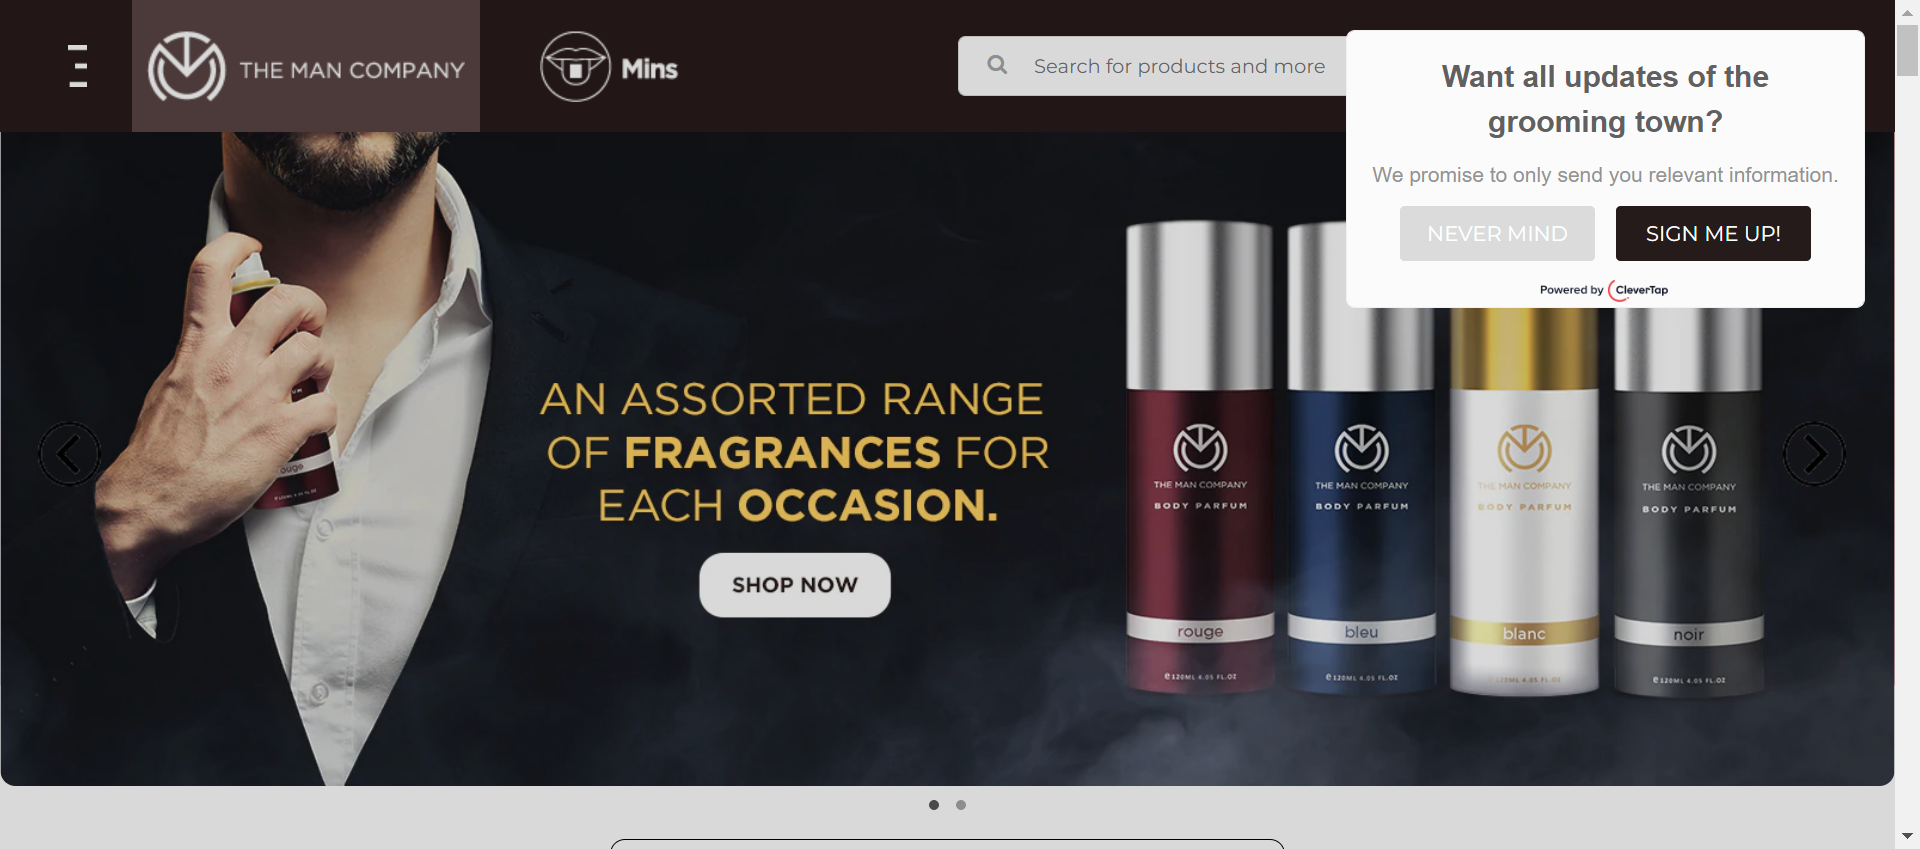 THE MAN COMPANY
Mins
Search for products and more
Want all updates of the
grooming town?
We promise to only send you relevant information.
NEVER MIND
SIGN ME UP!
Powered by CleverTap
AN ASSORTED RANGE
OF FRAGRANCES FOR
EACH OCCASION.
SHOP NOW
rouge
THE MAN COMPANY
BODY PARFUM
rouge
e 120ML 4.05 FL.OZ
THE MAN COMPANY
BODY PARFUM
bleu
e 120ML 4.05 FL.OZ
THE MAN COMPANY
BODY PARFUM
blanc
e 120ML 4.05 FL.OZ
THE MAN COMPANY
BODY PARFUM
noir
e 120ML 4.05 FL.OZ